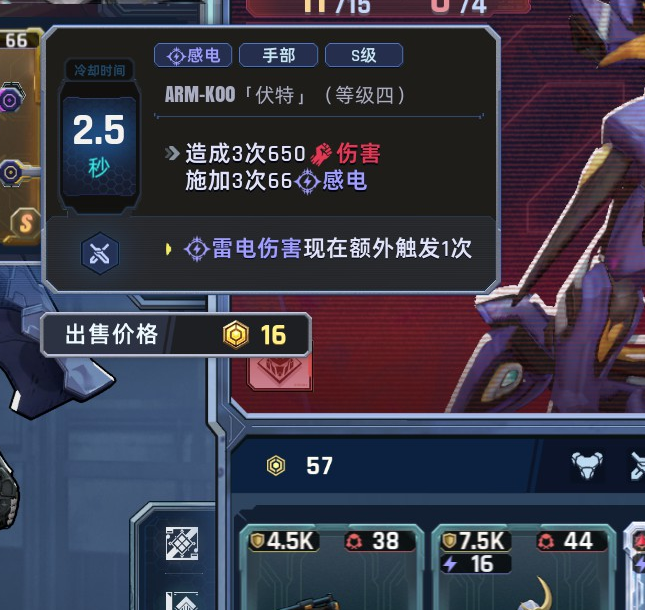 /15
/74
66
感电
手部
S级
冷却时间
2.5
秒
ARM-K00「伏特」（等级四）
造成3次650 伤害
施加3次66 感电
雷电伤害现在额外触发1次
S
出售价格
16
57
4.5K
38
7.5K
44
16